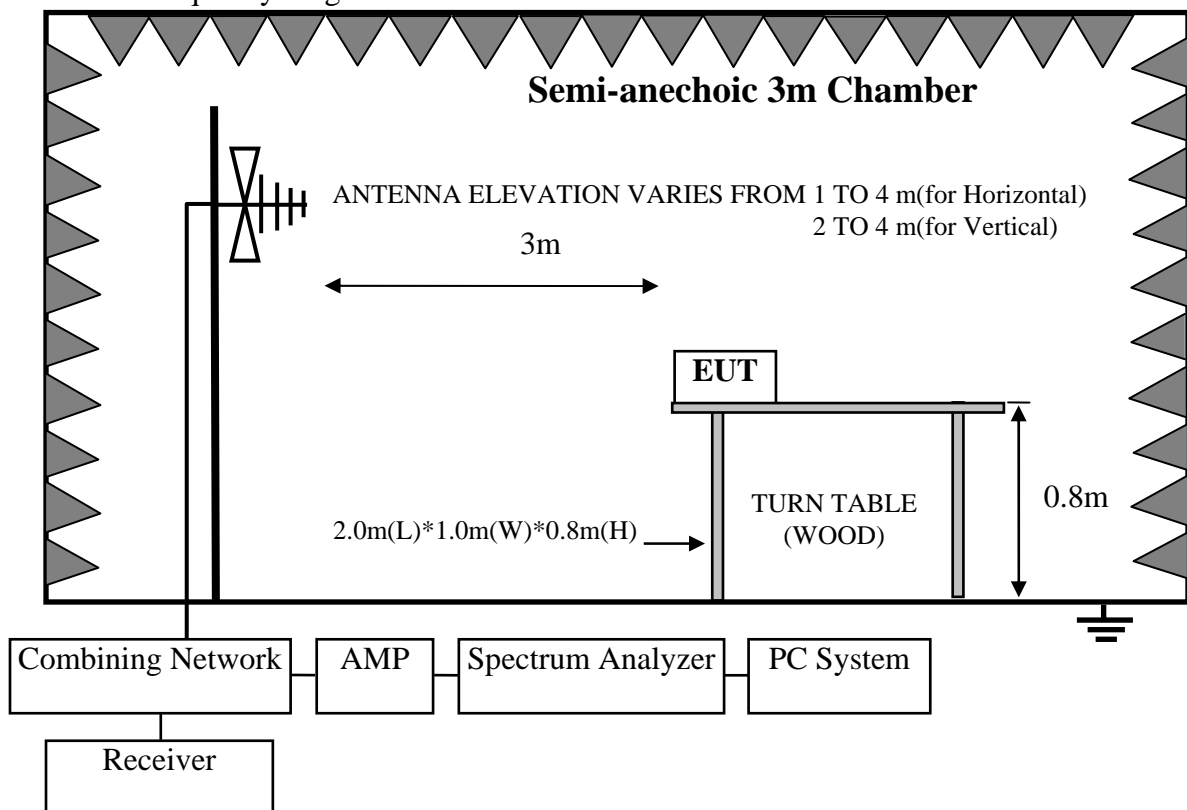 Semi-anechoic 3m Chamber
ANTENNA ELEVATION VARIES FROM 1 TO 4 m(for Horizontal)
2 TO 4 m(for Vertical)
3m
EUT
TURN TABLE
(WOOD)
0.8m
2.0m(L)*1.0m(W)*0.8m(H)
Combining Network
AMP
Spectrum Analyzer
PC System
Receiver